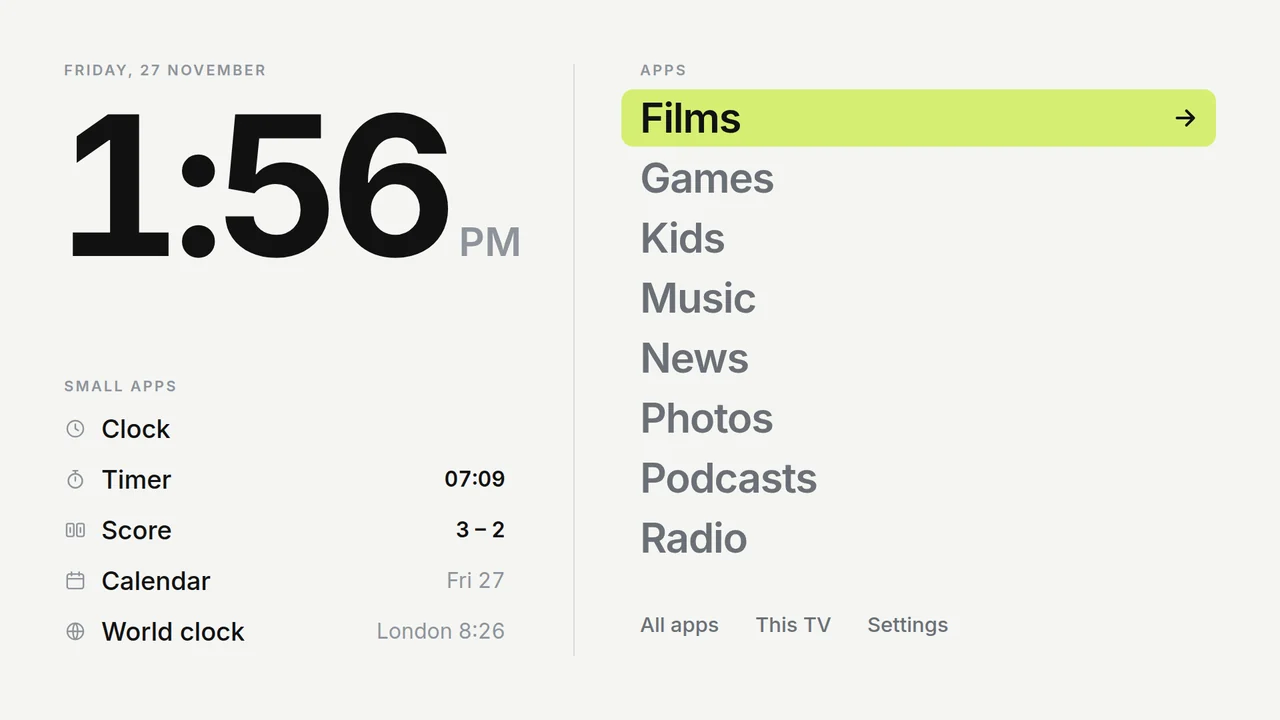 FRIDAY, 27 NOVEMBER
1:56 PM
SMALL APPS
Clock
Timer 07:09
Score 3 – 2
Calendar Fri 27
World clock London 8:26
APPS
Films
Games
Kids
Music
News
Photos
Podcasts
Radio
All apps This TV Settings